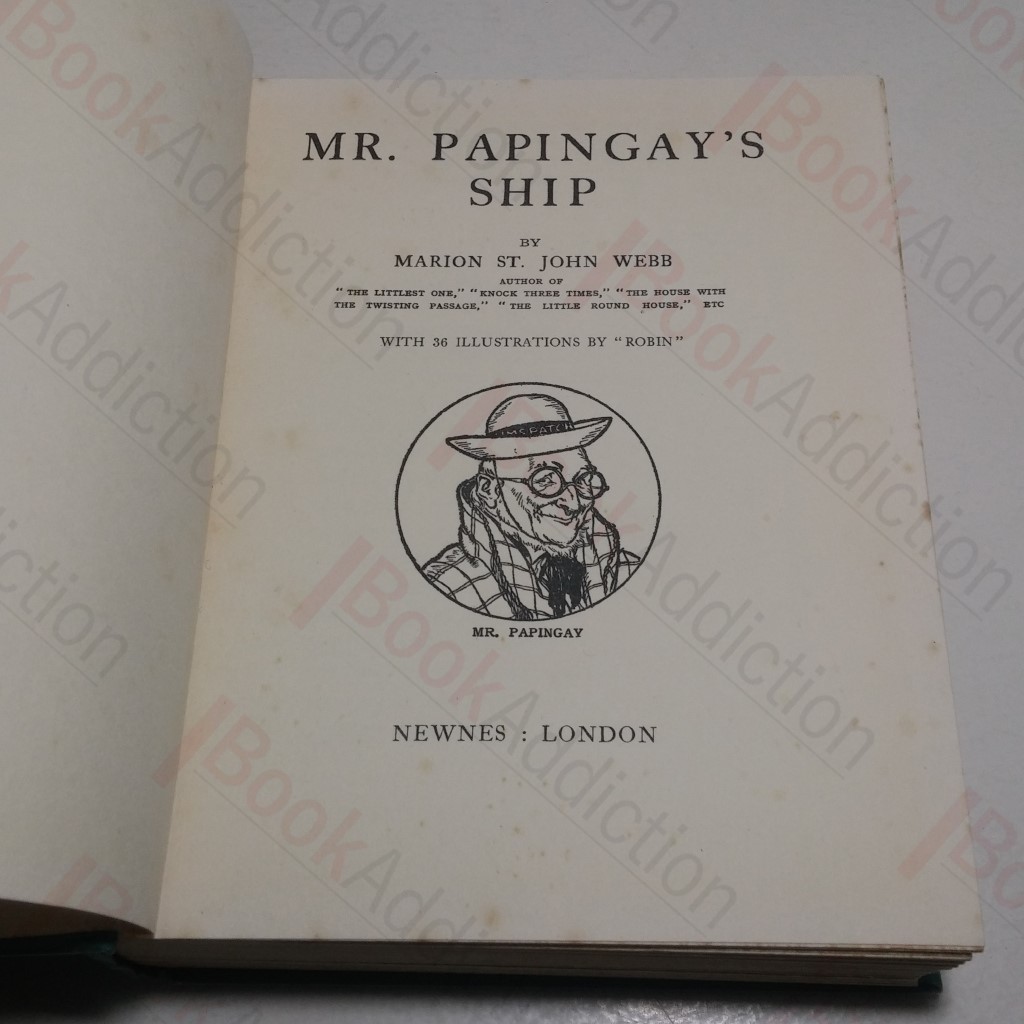 MR. PAPINGAY'S
SHIP
BY
MARION ST. JOHN WEBB
AUTHOR OF
"THE LITTLEST ONE," "KNOCK THREE TIMES," "THE HOUSE WITH
THE TWISTING PASSAGE," "THE LITTLE ROUND HOUSE," ETC
WITH 36 ILLUSTRATIONS BY "ROBIN"
MR. PAPINGAY
NEWNES : LONDON
BookAddiction